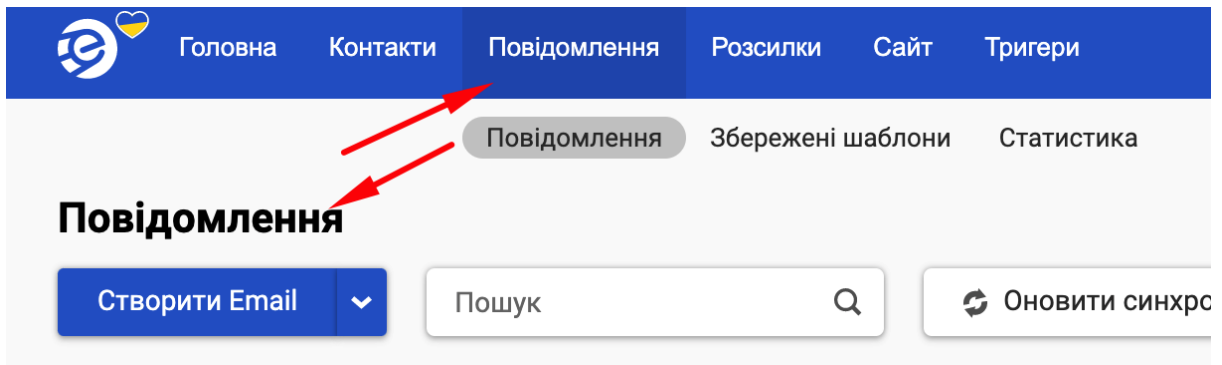 Головна Контакти Повідомлення Розсилки Сайт Тригери
Повідомлення Збережені шаблони Статистика
Повідомлення
Створити Email Пошук Оновити синхро